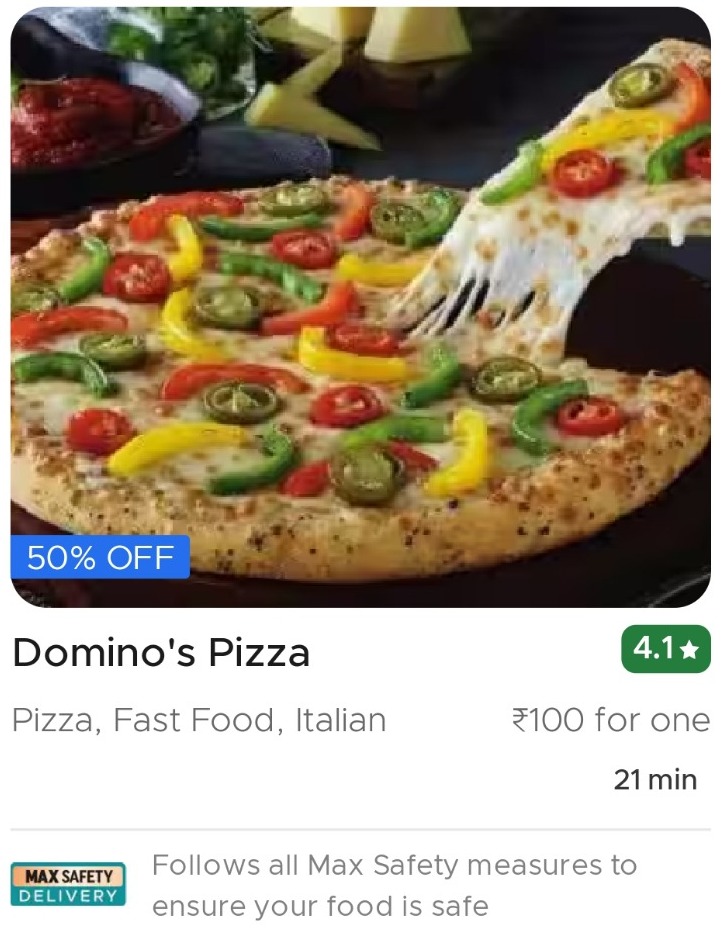 50% OFF
Domino's Pizza
4.1★
Pizza, Fast Food, Italian
₹100 for one
21 min
MAX SAFETY
DELIVERY
Follows all Max Safety measures to
ensure your food is safe